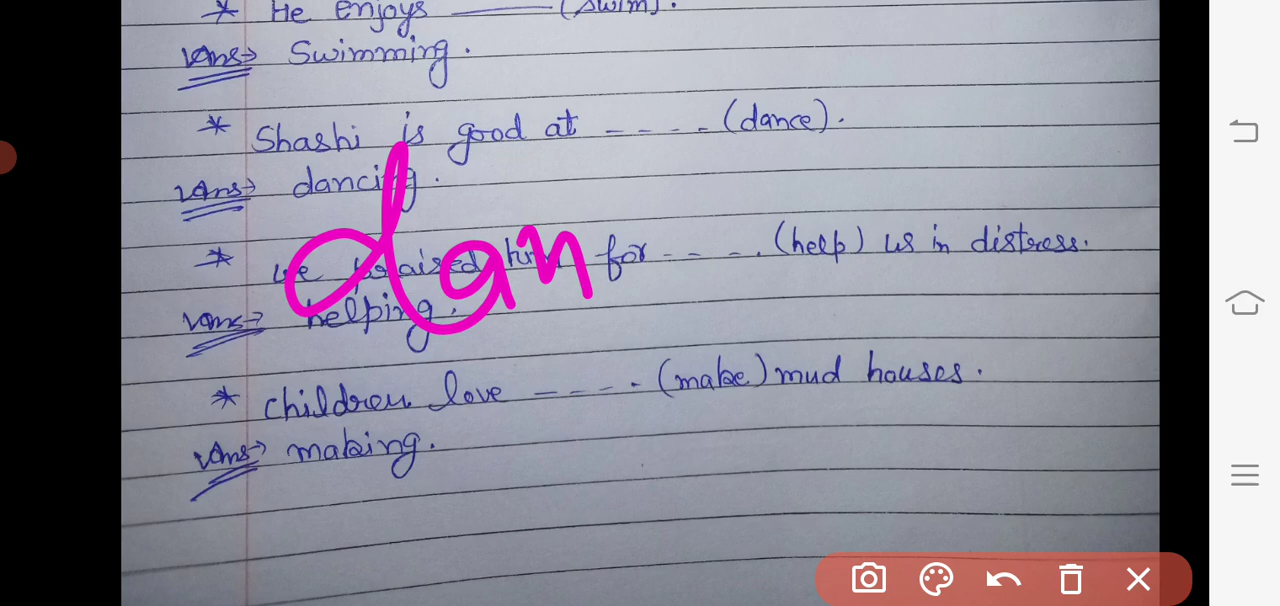 * He enjoys ——— (swim).
Ans→ Swimming.
* Shashi is good at - - - - (dance).
Ans→ dancing.
* We praised him for - - - . (help) us in distress.
Ans→ helping.
* children love - - - - (make) mud houses.
Ans→ making.